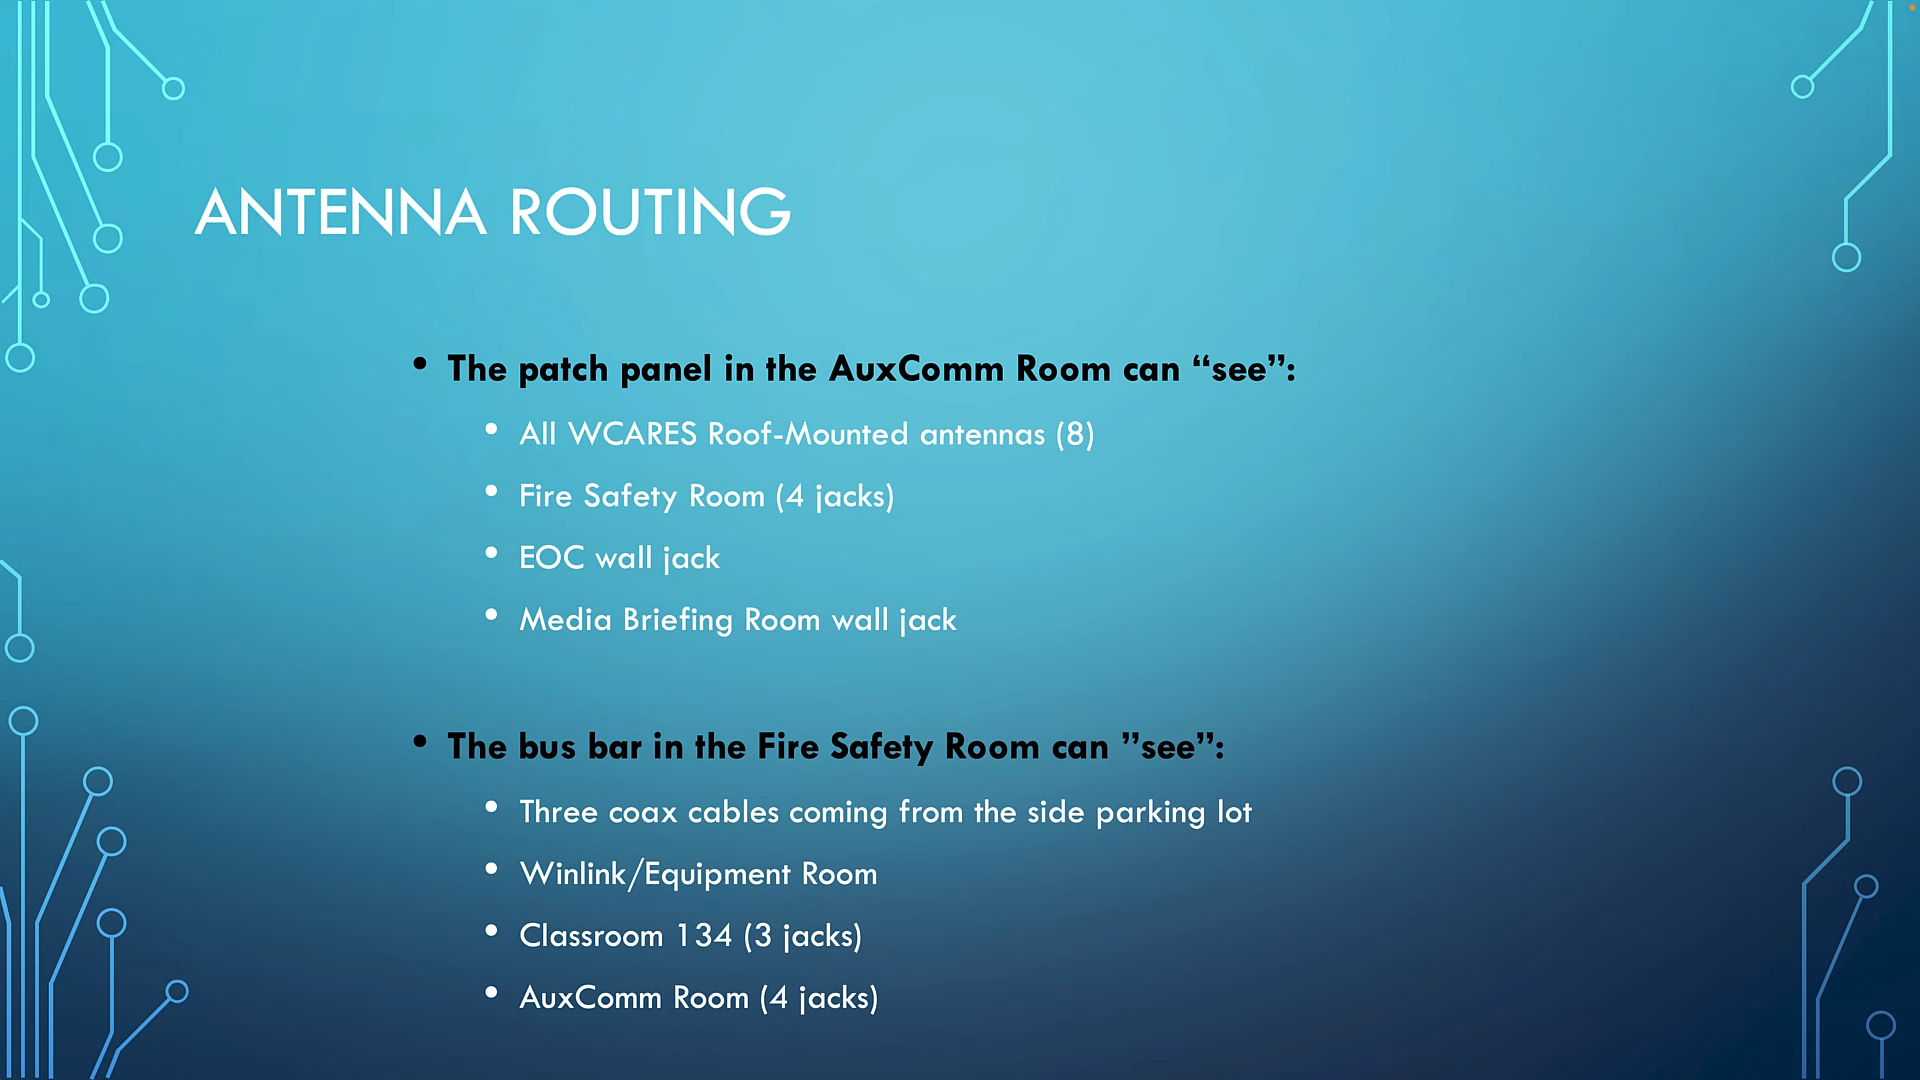 ANTENNA ROUTING
• The patch panel in the AuxComm Room can “see”:
• All WCARES Roof-Mounted antennas (8)
• Fire Safety Room (4 jacks)
• EOC wall jack
• Media Briefing Room wall jack
• The bus bar in the Fire Safety Room can ”see”:
• Three coax cables coming from the side parking lot
• Winlink/Equipment Room
• Classroom 134 (3 jacks)
• AuxComm Room (4 jacks)